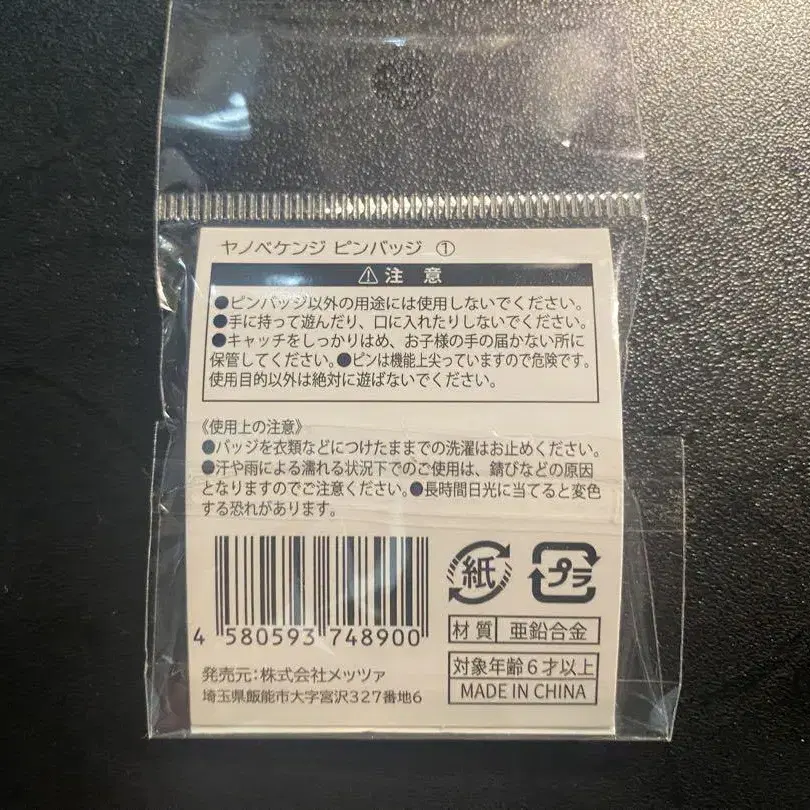 ヤノベケンジ ピンバッジ ①
⚠注 意
●ピンバッジ以外の用途には使用しないでください。
●手に持って遊んだり、口に入れたりしないでください。
●キャッチをしっかりはめ、お子様の手の届かない所に
保管してください。●ピンは機能上尖っていますので危険です。
使用目的以外は絶対に遊ばないでください。
《使用上の注意》
●バッジを衣類などにつけたままでの洗濯はお止めください。
●汗や雨による濡れる状況下でのご使用は、錆びなどの原因
となりますのでご注意ください。●長時間日光に当てると変色
する恐れがあります。
紙 プラ
4 580593 748900
材質 亜鉛合金
対象年齢6才以上
MADE IN CHINA
発売元:株式会社メッツァ
埼玉県飯能市大字宮沢327番地6